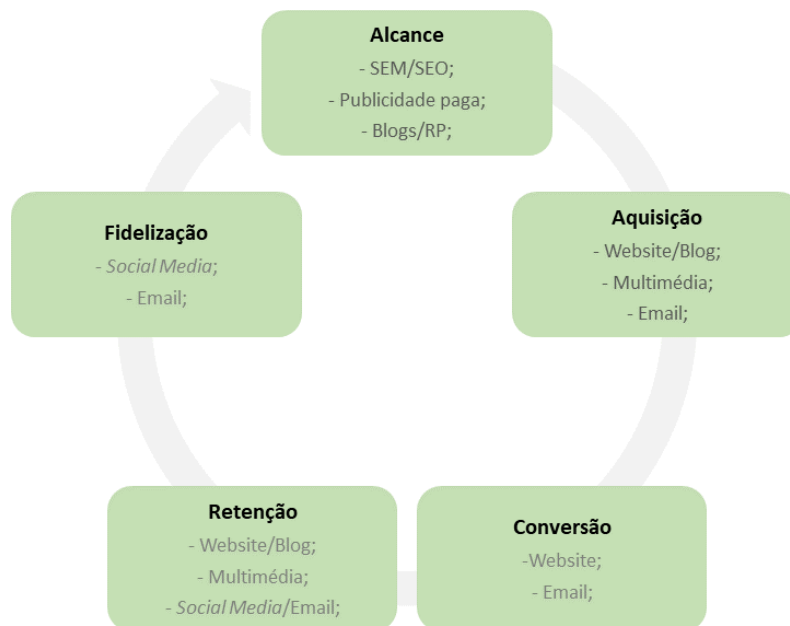 Alcance
- SEM/SEO;
- Publicidade paga;
- Blogs/RP;
Aquisição
- Website/Blog;
- Multimédia;
- Email;
Conversão
-Website;
- Email;
Retenção
- Website/Blog;
- Multimédia;
- Social Media/Email;
Fidelização
- Social Media;
- Email;